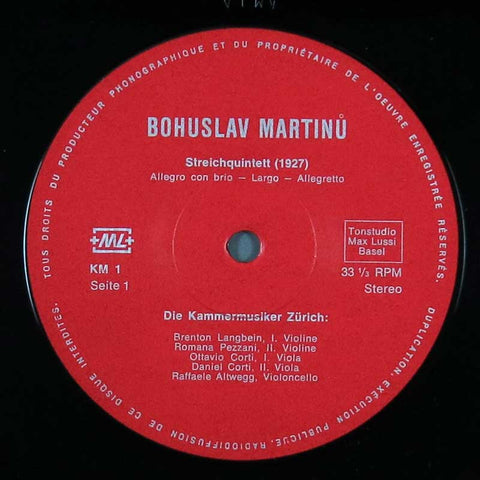 TOUS DROITS DU PRODUCTEUR PHONOGRAPHIQUE ET DU PROPRIÉTAIRE DE L'OEUVRE ENREGISTRÉE RÉSERVÉS. DUPLICATION, EXÉCUTION PUBLIQUE, RADIODIFFUSION DE CE DISQUE INTERDITES.
BOHUSLAV MARTINŮ
Streichquintett (1927)
Allegro con brio – Largo – Allegretto
+ML+
KM 1
Seite 1
Tonstudio
Max Lussi
Basel
33 ⅓ RPM
Stereo
Die Kammermusiker Zürich:
Brenton Langbein, I. Violine
Romana Pezzani, II. Violine
Ottavio Corti, I. Viola
Daniel Corti, II. Viola
Raffaele Altwegg, Violoncello